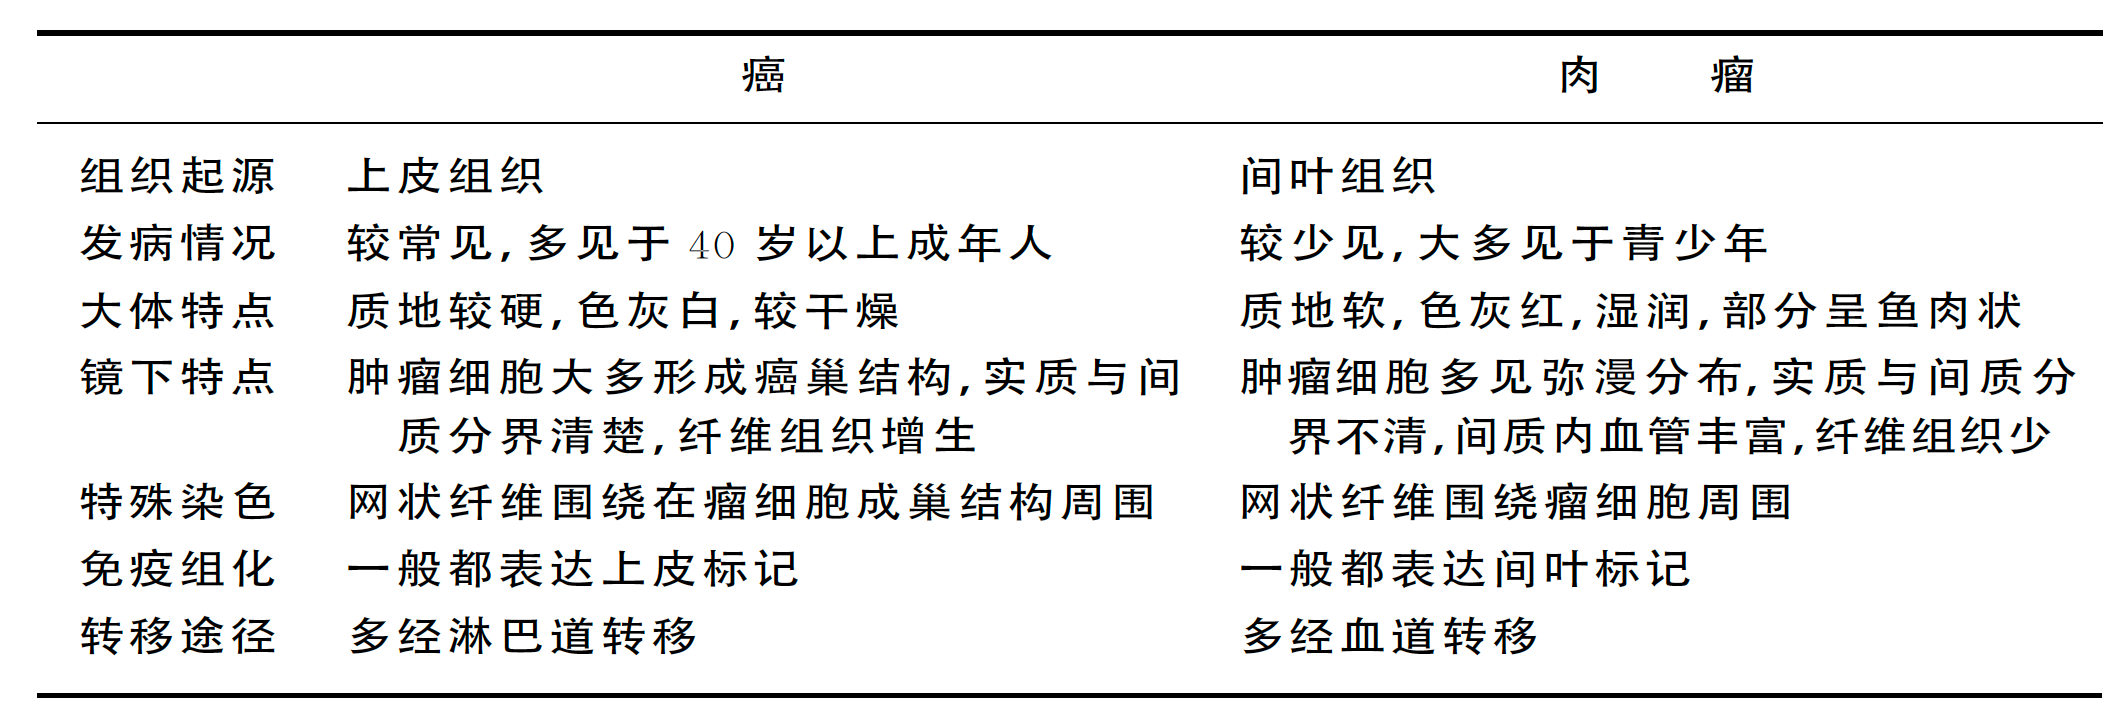 癌 肉 瘤
组织起源 上皮组织 间叶组织
发病情况 较常见,多见于 40 岁以上成年人 较少见,大多见于青少年
大体特点 质地较硬,色灰白,较干燥 质地软,色灰红,湿润,部分呈鱼肉状
镜下特点 肿瘤细胞大多形成癌巢结构,实质与间 肿瘤细胞多见弥漫分布,实质与间质分
质分界清楚,纤维组织增生 界不清,间质内血管丰富,纤维组织少
特殊染色 网状纤维围绕在瘤细胞成巢结构周围 网状纤维围绕瘤细胞周围
免疫组化 一般都表达上皮标记 一般都表达间叶标记
转移途径 多经淋巴道转移 多经血道转移